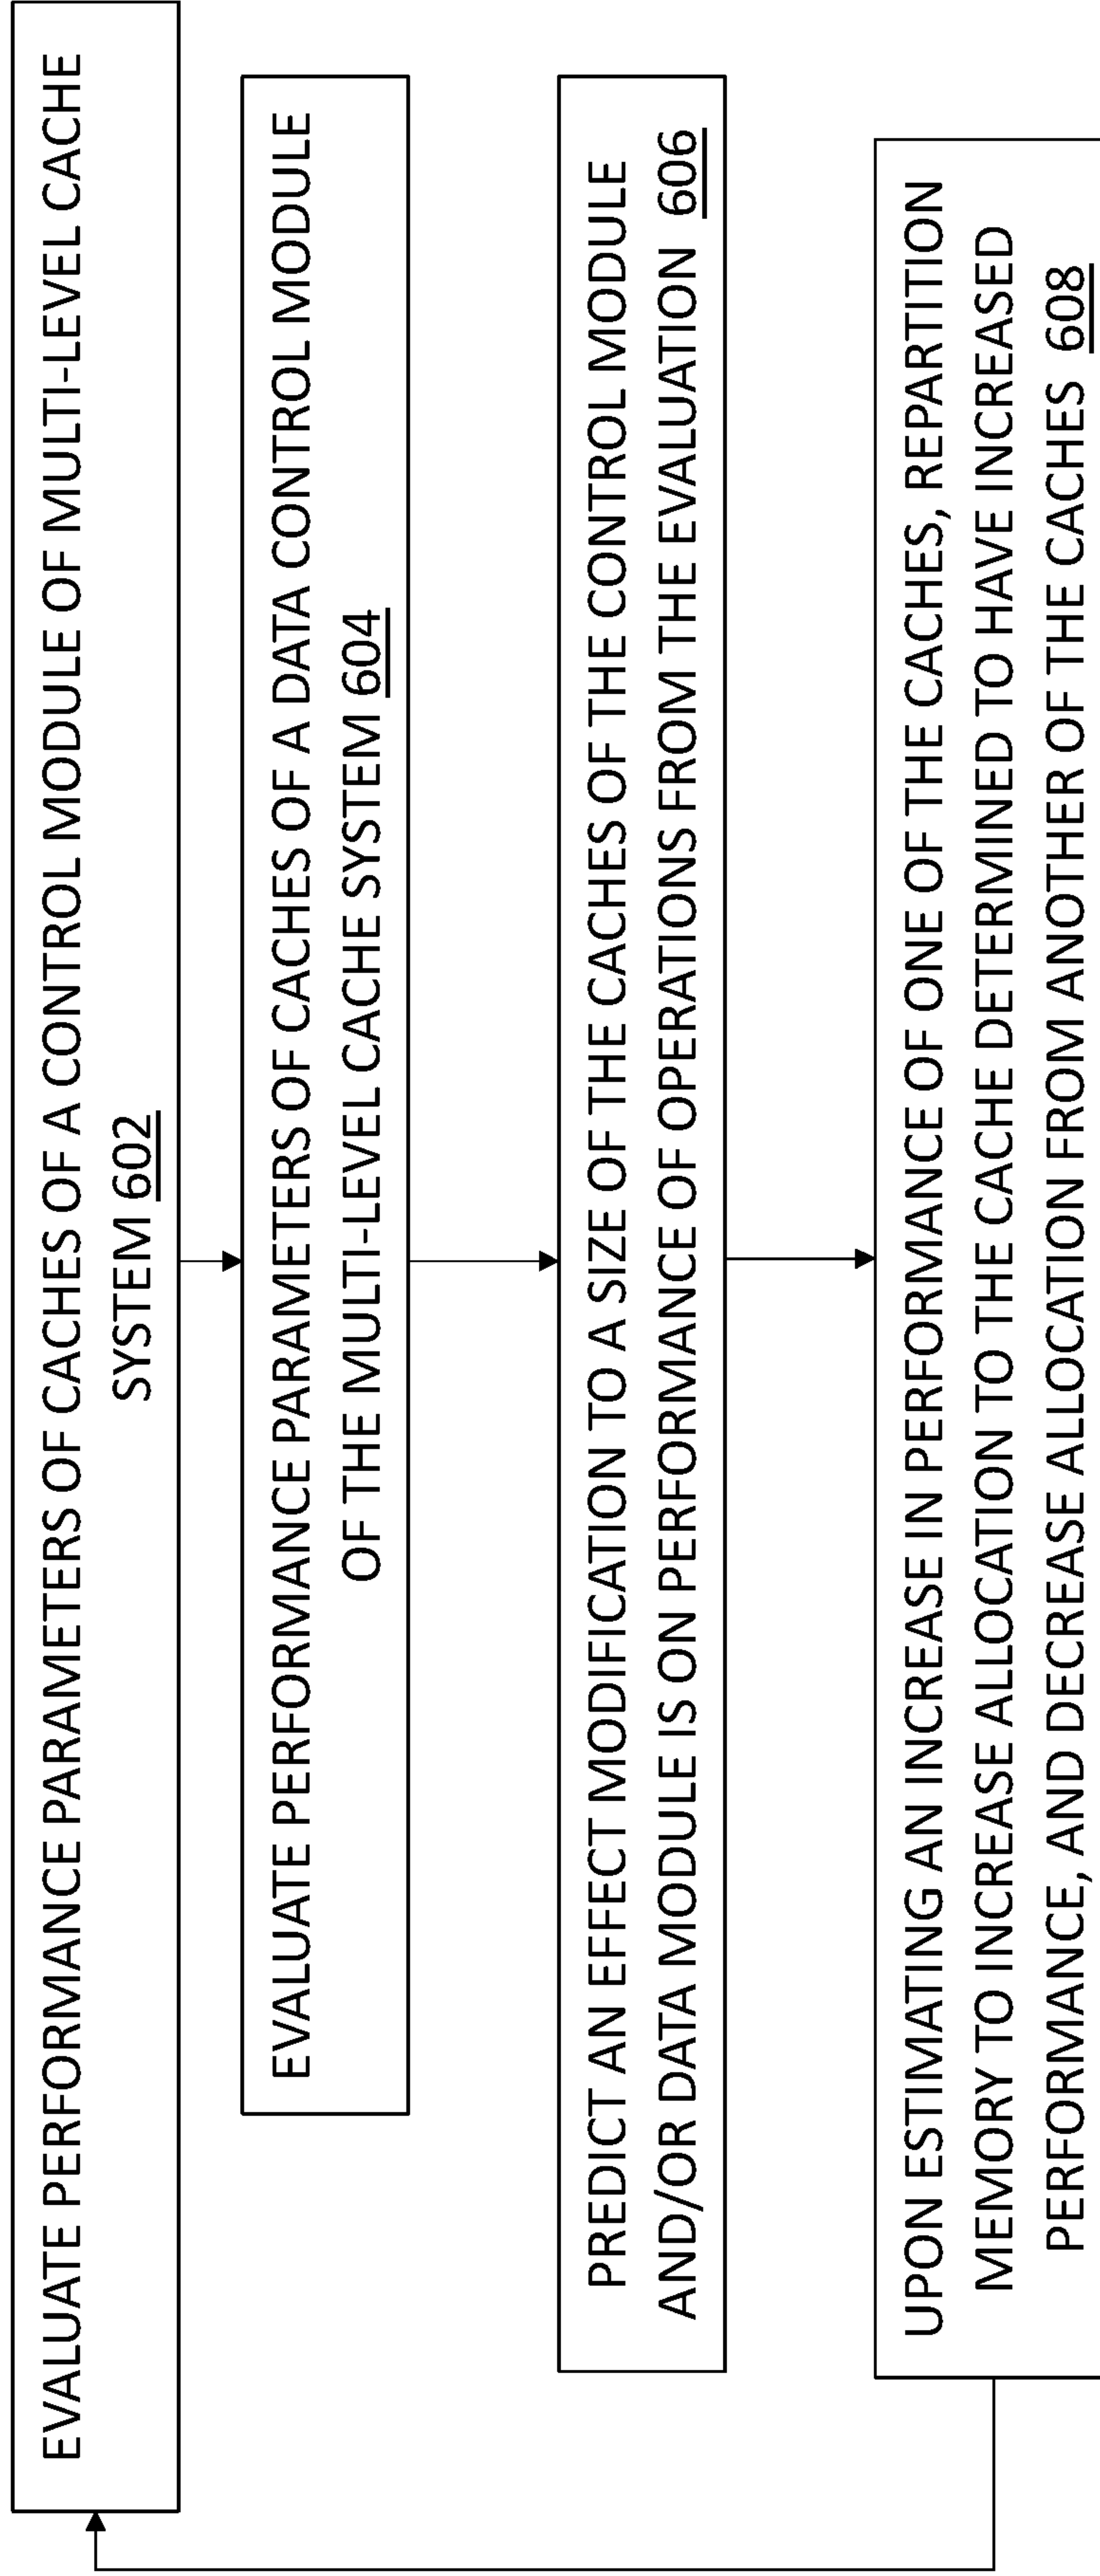 EVALUATE PERFORMANCE PARAMETERS OF CACHES OF A CONTROL MODULE OF MULTI-LEVEL CACHE
SYSTEM 602
EVALUATE PERFORMANCE PARAMETERS OF CACHES OF A DATA CONTROL MODULE
OF THE MULTI-LEVEL CACHE SYSTEM 604
PREDICT AN EFFECT MODIFICATION TO A SIZE OF THE CACHES OF THE CONTROL MODULE
AND/OR DATA MODULE IS ON PERFORMANCE OF OPERATIONS FROM THE EVALUATION 606
UPON ESTIMATING AN INCREASE IN PERFORMANCE OF ONE OF THE CACHES, REPARTITION
MEMORY TO INCREASE ALLOCATION TO THE CACHE DETERMINED TO HAVE INCREASED
PERFORMANCE, AND DECREASE ALLOCATION FROM ANOTHER OF THE CACHES 608